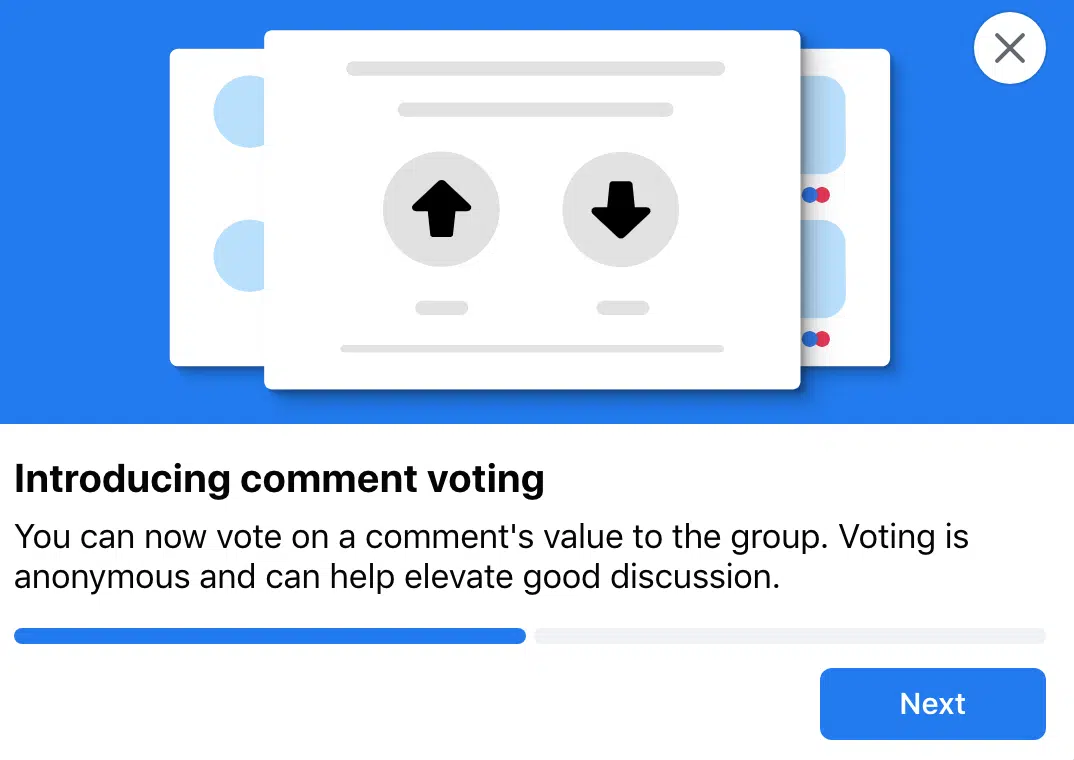 Introducing comment voting
You can now vote on a comment's value to the group. Voting is
anonymous and can help elevate good discussion.
Next